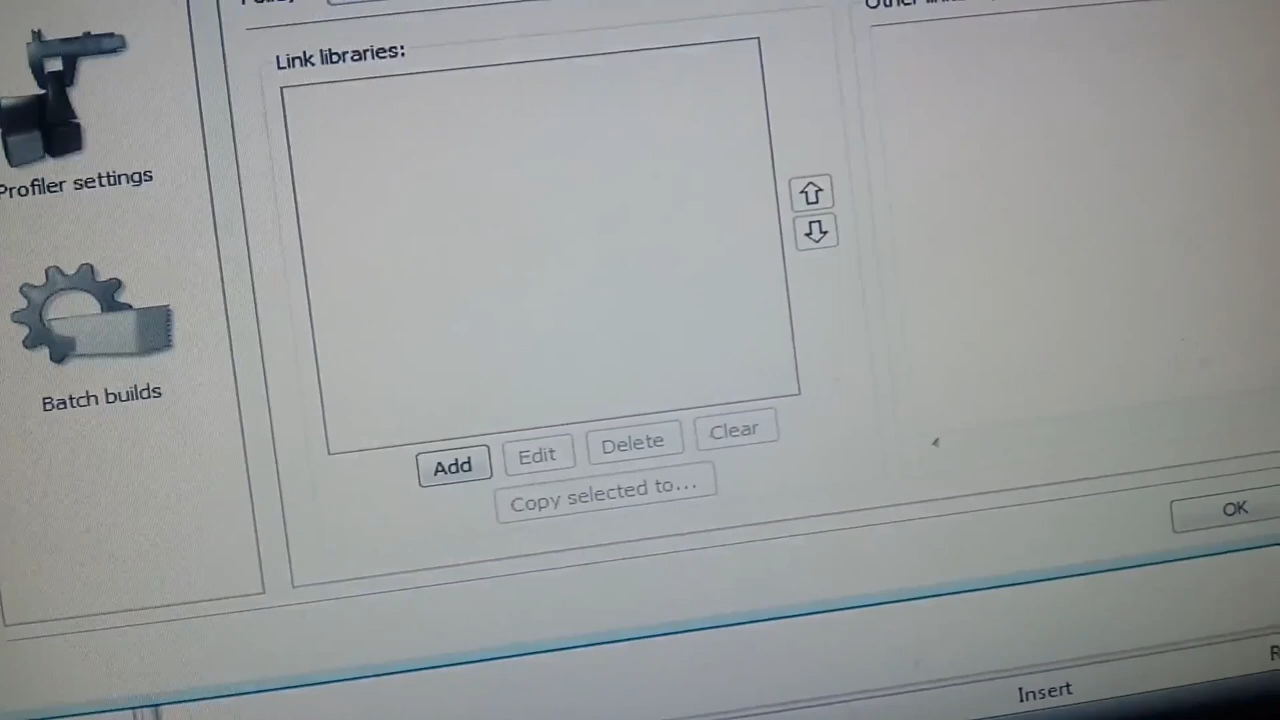 Link libraries:
Profiler settings
Batch builds
Add
Edit
Delete
Clear
Copy selected to...
OK
Insert